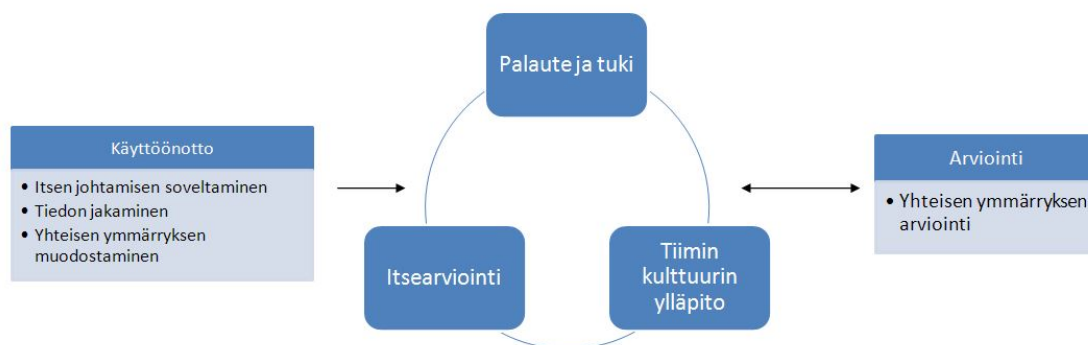 Palaute ja tuki
Käyttöönotto
• Itsen johtamisen soveltaminen
• Tiedon jakaminen
• Yhteisen ymmärryksen
muodostaminen
Itsearviointi
Tiimin
kulttuurin
ylläpito
Arviointi
• Yhteisen ymmärryksen
arviointi